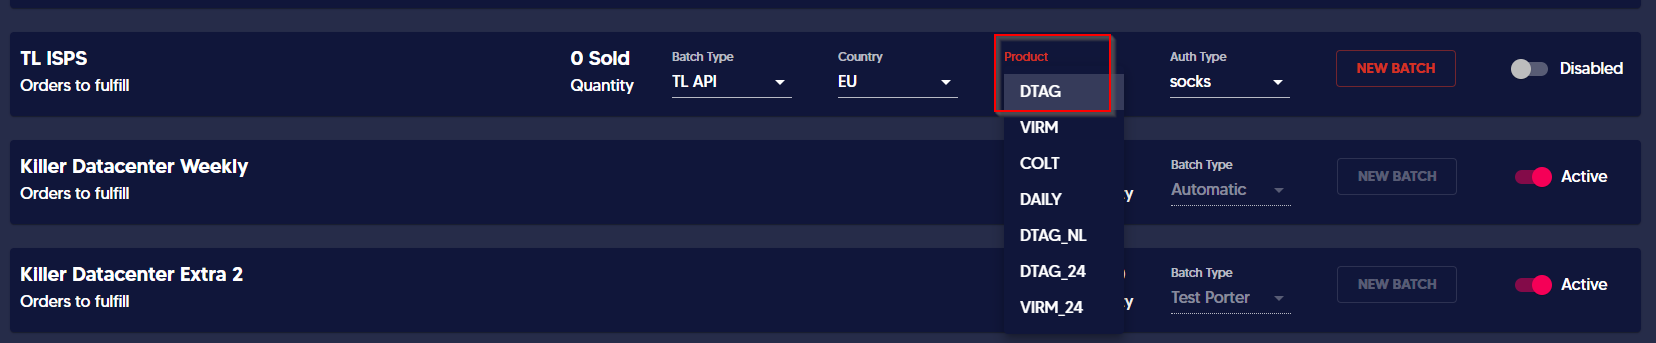 TL ISPS
Orders to fulfill
0 Sold
Quantity
Batch Type
TL API
Country
EU
Product
DTAG
VIRM
COLT
DAILY
DTAG_NL
DTAG_24
VIRM_24
Auth Type
socks
NEW BATCH
Disabled
Killer Datacenter Weekly
Orders to fulfill
Batch Type
Automatic
NEW BATCH
Active
Killer Datacenter Extra 2
Orders to fulfill
Batch Type
Test Porter
NEW BATCH
Active